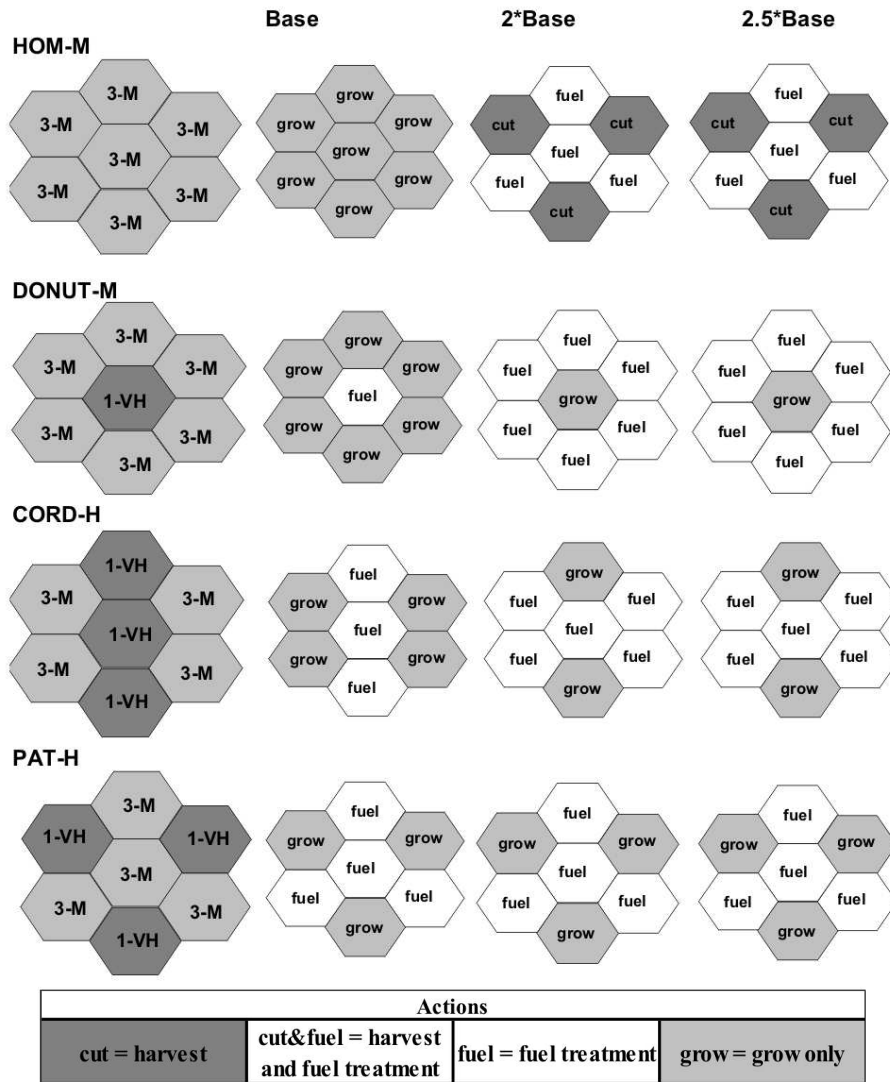 Base 2*Base 2.5*Base
HOM-M
3-M grow fuel fuel
3-M 3-M grow grow cut cut cut cut
3-M grow fuel fuel
3-M 3-M grow grow fuel fuel fuel fuel
3-M grow cut cut
DONUT-M
3-M grow fuel fuel
3-M 3-M grow grow fuel fuel fuel fuel
1-VH fuel grow grow
3-M 3-M grow grow fuel fuel fuel fuel
3-M grow fuel fuel
CORD-H
1-VH fuel grow grow
3-M 3-M grow grow fuel fuel fuel fuel
1-VH fuel fuel fuel
3-M 3-M grow grow fuel fuel fuel fuel
1-VH fuel grow grow
PAT-H
3-M fuel fuel fuel
1-VH 1-VH grow grow grow grow grow grow
3-M fuel fuel fuel
3-M 3-M fuel fuel fuel fuel fuel fuel
1-VH grow grow grow
Actions
cut = harvest
cut&fuel = harvest
and fuel treatment
fuel = fuel treatment
grow = grow only